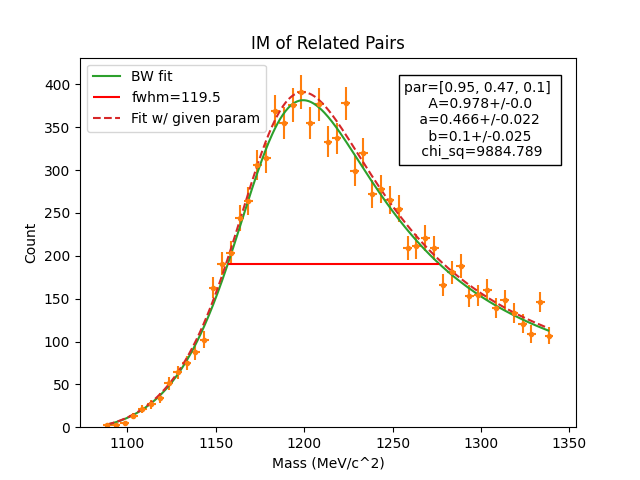 IM of Related Pairs
BW fit
fwhm=119.5
Fit w/ given param
par=[0.95, 0.47, 0.1]
A=0.978+/-0.0
a=0.466+/-0.022
b=0.1+/-0.025
chi_sq=9884.789
Count
400
350
300
250
200
150
100
50
0
1100
1150
1200
1250
1300
1350
Mass (MeV/c^2)